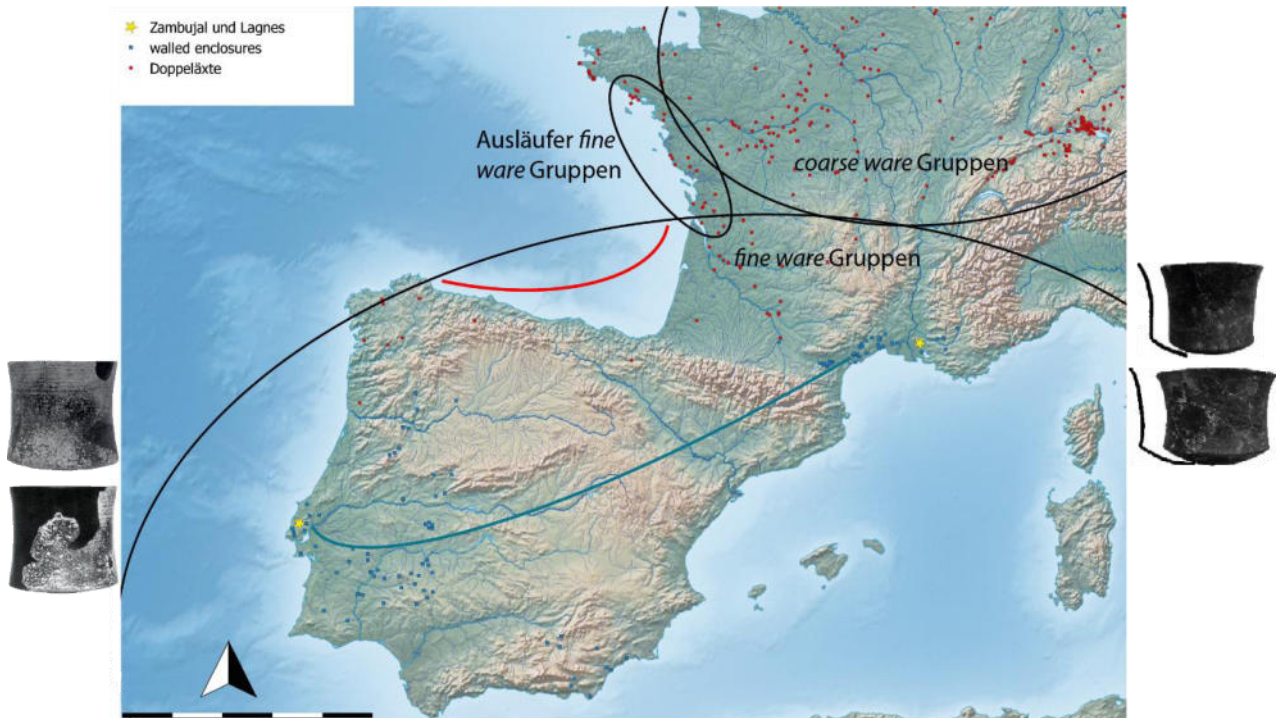 Zambujal und Lagnes
walled enclosures
Doppeläxte
Ausläufer fine
ware Gruppen
coarse ware Gruppen
fine ware Gruppen